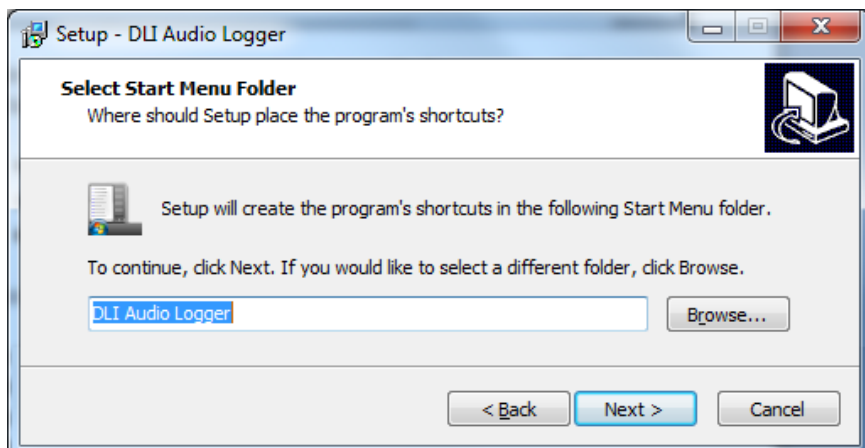 Setup - DLI Audio Logger
X
Select Start Menu Folder
Where should Setup place the program's shortcuts?
Setup will create the program's shortcuts in the following Start Menu folder.
To continue, click Next. If you would like to select a different folder, click Browse.
DLI Audio Logger
Browse...
< Back
Next >
Cancel